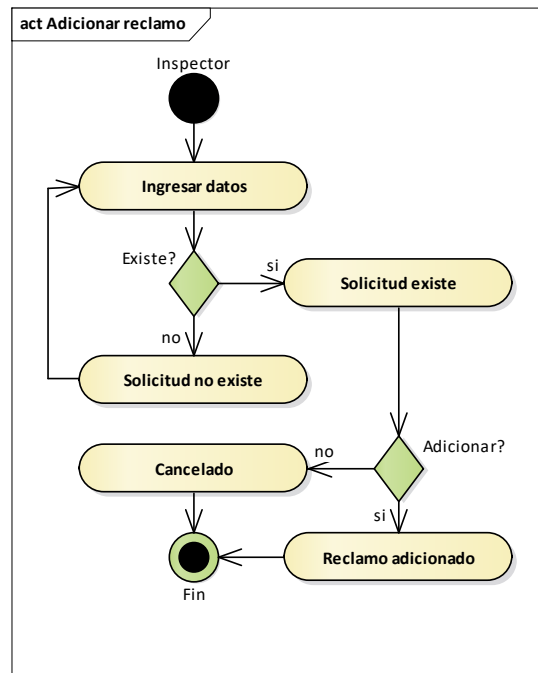 act Adicionar reclamo
Inspector
Ingresar datos
Existe?
si
Solicitud existe
no
Solicitud no existe
Adicionar?
no
Cancelado
si
Reclamo adicionado
Fin